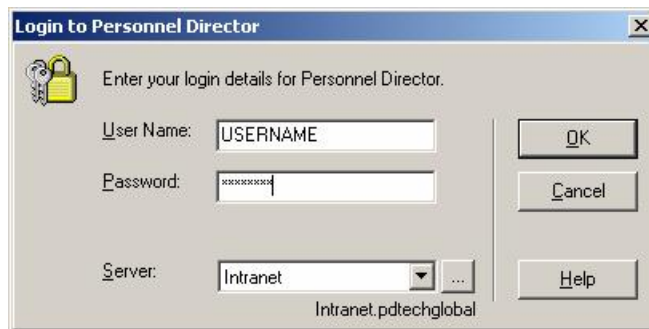 Login to Personnel Director
Enter your login details for Personnel Director.
User Name:
USERNAME
OK
Password:
********
Cancel
Server:
Intranet
...
Help
Intranet.pdtechglobal